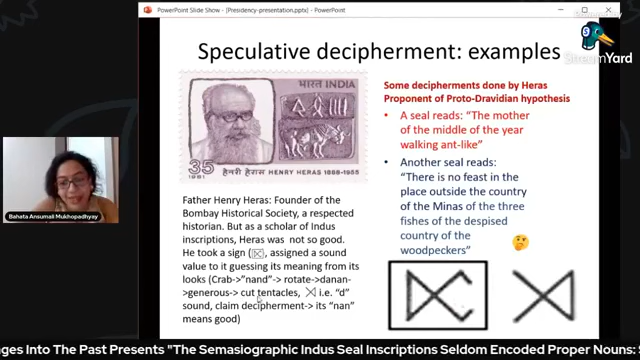 PowerPoint Slide Show - [Presidency-presentation.pptx] - PowerPoint
Speculative decipherment: examples
StreamYard
भारत INDIA
35
1981
हेनरी हेरास HENRY HERAS 1888-1955
Father Henry Heras: Founder of the
Bombay Historical Society, a respected
historian. But as a scholar of Indus
inscriptions, Heras was not so good.
He took a sign ( ), assigned a sound
value to it guessing its meaning from its
looks (Crab->"nand"-> rotate->danan-
>generous-> cut tentacles, i.e. "d"
sound, claim decipherment-> its "nan"
means good)
Some decipherments done by Heras
Proponent of Proto-Dravidian hypothesis
• A seal reads: "The mother
of the middle of the year
walking ant-like"
• Another seal reads:
"There is no feast in the
place outside the country
of the Minas of the three
fishes of the despised
country of the
woodpeckers"
Bahata Ansumali Mukhopadhyay
nges Into The Past Presents "The Semasiographic Indus Seal Inscriptions Seldom Encoded Proper Nouns: